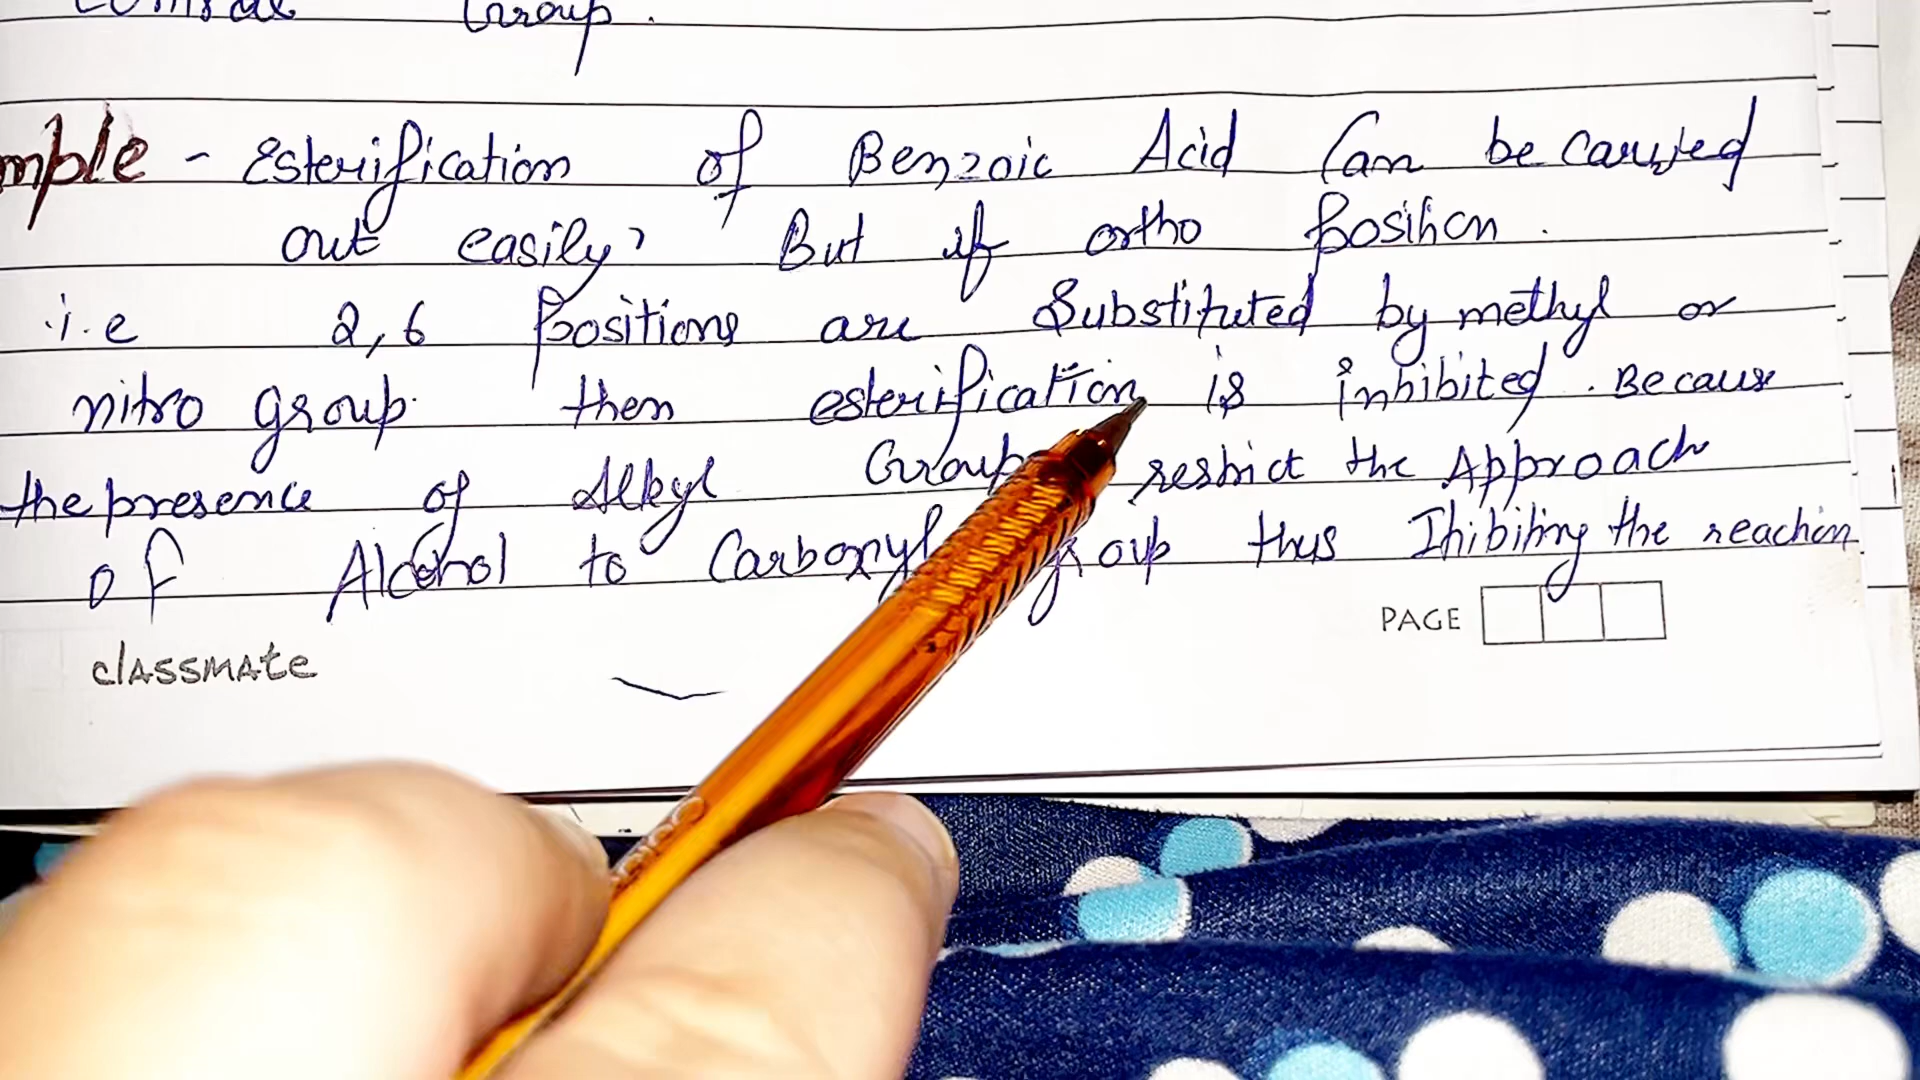 Group.
mple - Esterification of Benzoic Acid Can be carried
out easily, But if ortho position.
i.e 2,6 positions are Substituted by methyl or
nitro group. then esterification is inhibited. Because
the presence of Alkyl Group restrict the Approach
of Alcohol to Carboxyl group thus Ihibiting the reaction
PAGE
classmate